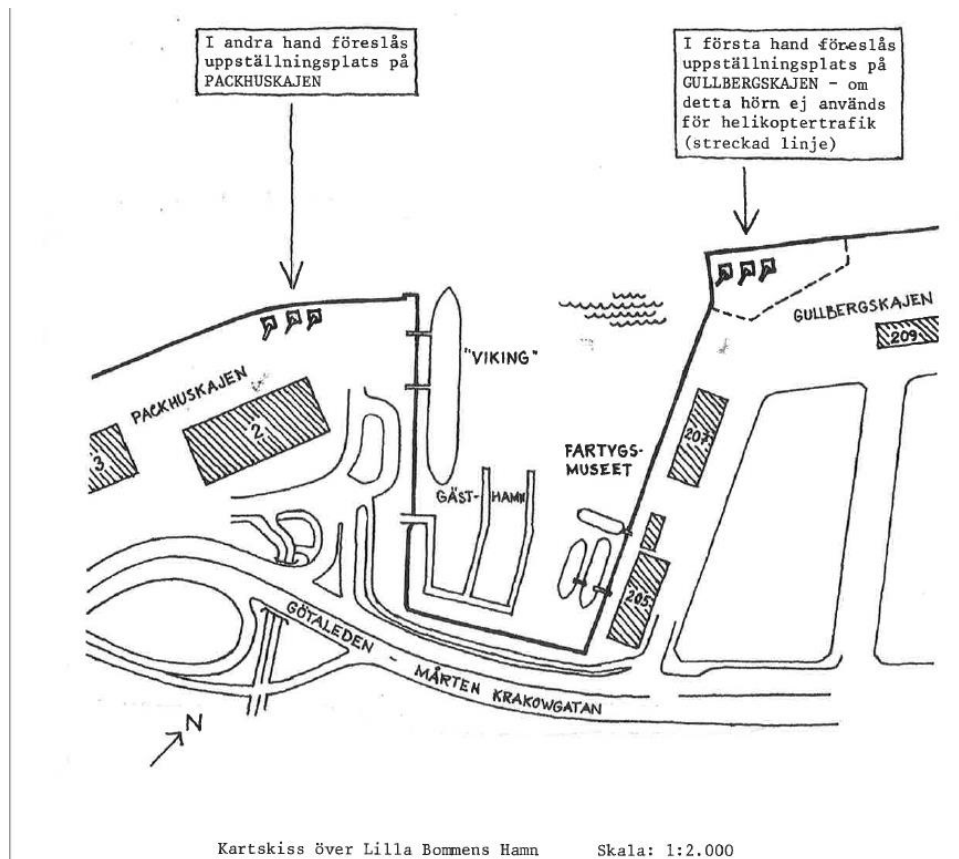 I andra hand föreslås
uppställningsplats på
PACKHUSKAJEN
I första hand föreslås
uppställningsplats på
GULLBERGSKAJEN - om
detta hörn ej används
för helikoptertrafik
(streckad linje)
GULLBERGSKAJEN
209
"VIKING"
PACKHUSKAJEN
2
3
207
FARTYGS-
MUSEET
GÄST- HAMN
205
GÖTALEDEN - MÅRTEN KRAKOWGATAN
N
Kartskiss över Lilla Bommens Hamn Skala: 1:2.000